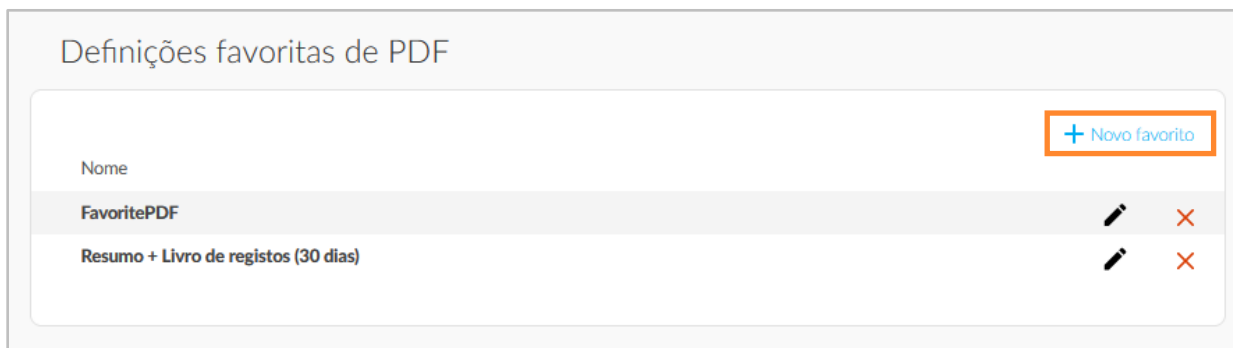 Definições favoritas de PDF
+ Novo favorito
Nome
FavoritePDF
Resumo + Livro de registos (30 dias)